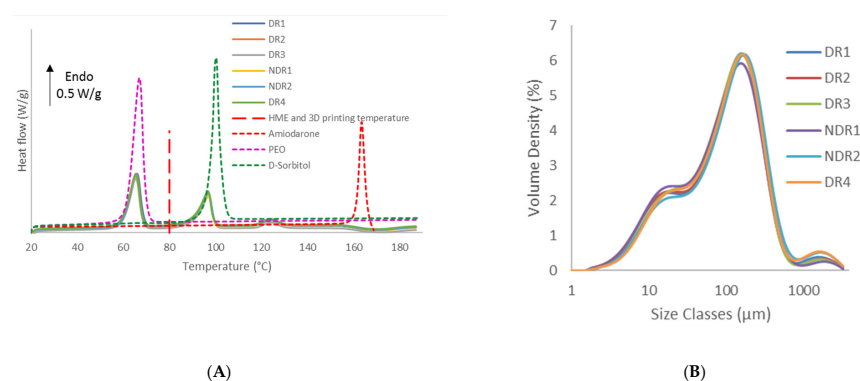 DR1
DR2
DR3
NDR1
NDR2
DR4
HME and 3D printing temperature
Amiodarone
PEO
D-Sorbitol
Endo
0.5 W/g
Heat flow (W/g)
20
40
60
80
100
120
140
160
180
Temperature (°C)
(A)
7
6
5
4
3
2
1
0
Volume Density (%)
1
10
100
1000
Size Classes (µm)
DR1
DR2
DR3
NDR1
NDR2
DR4
(B)